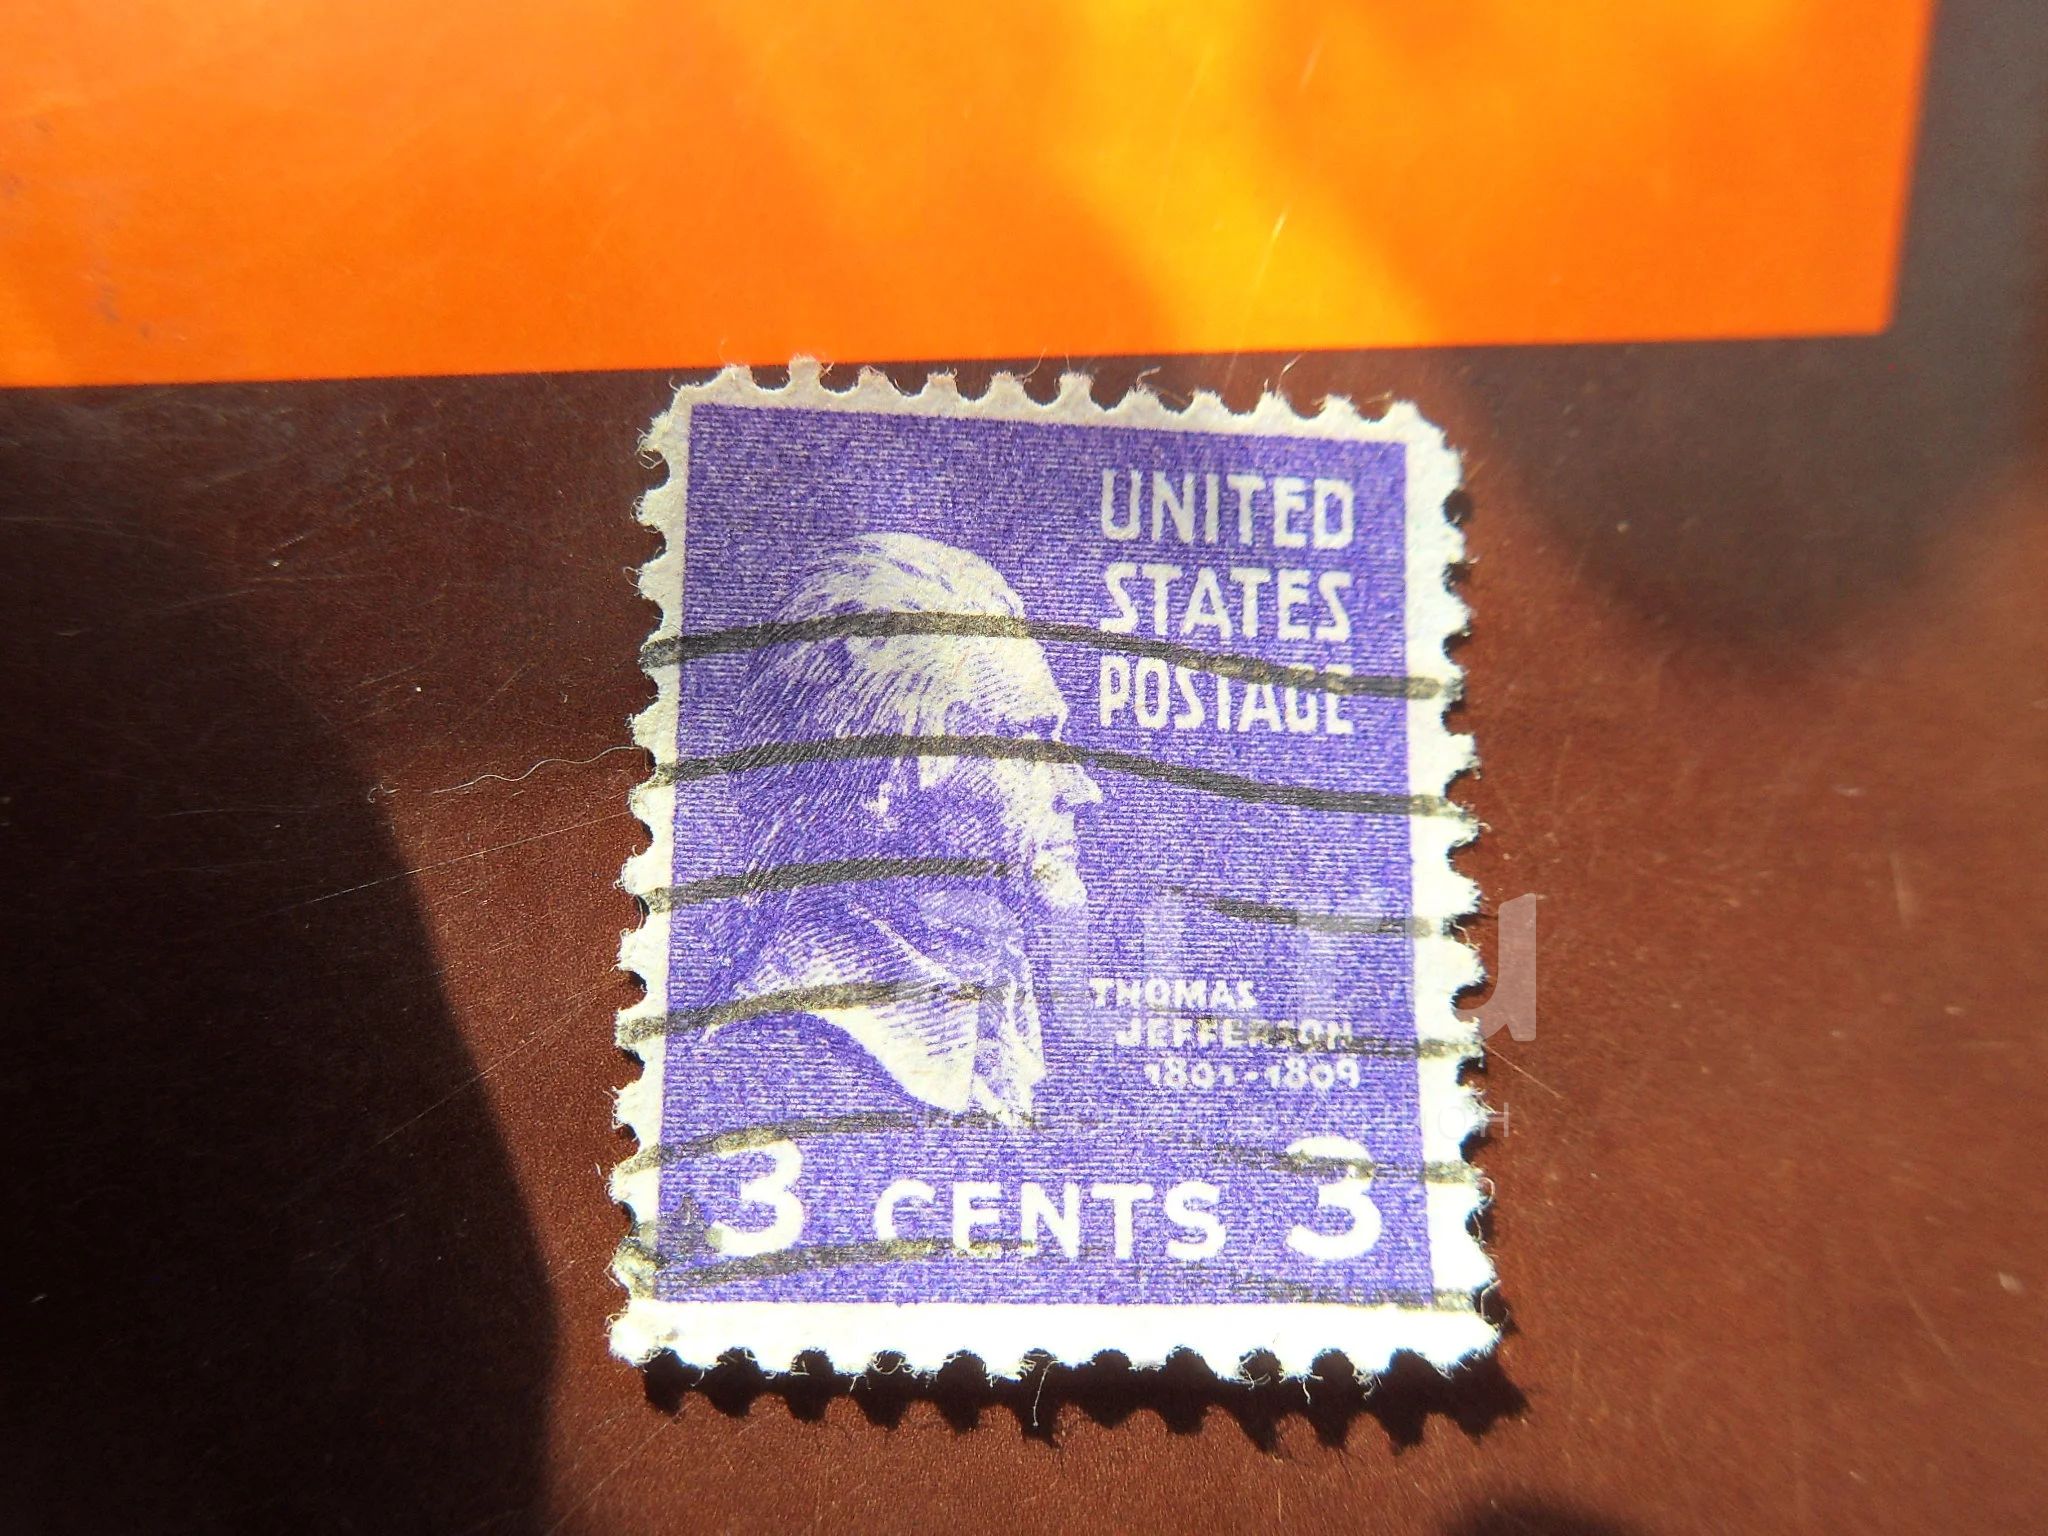 UNITED
STATES
POSTAGE
THOMAS
JEFFERSON
1801-1809
3 CENTS 3